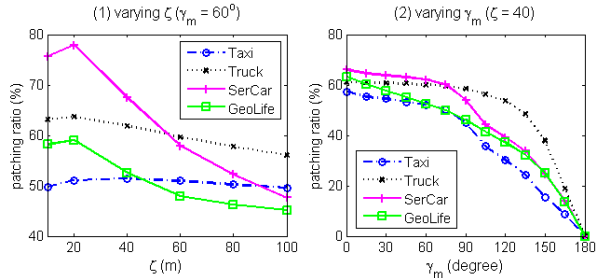 (1) varying ζ (γm = 60°)
patching ratio (%)
80
70
60
50
40
Taxi
Truck
SerCar
GeoLife
20 40 60 80 100
ζ (m)
(2) varying γm (ζ = 40)
patching ratio (%)
80
60
40
20
0
Taxi
Truck
SerCar
GeoLife
0 30 60 90 120 150 180
γm (degree)